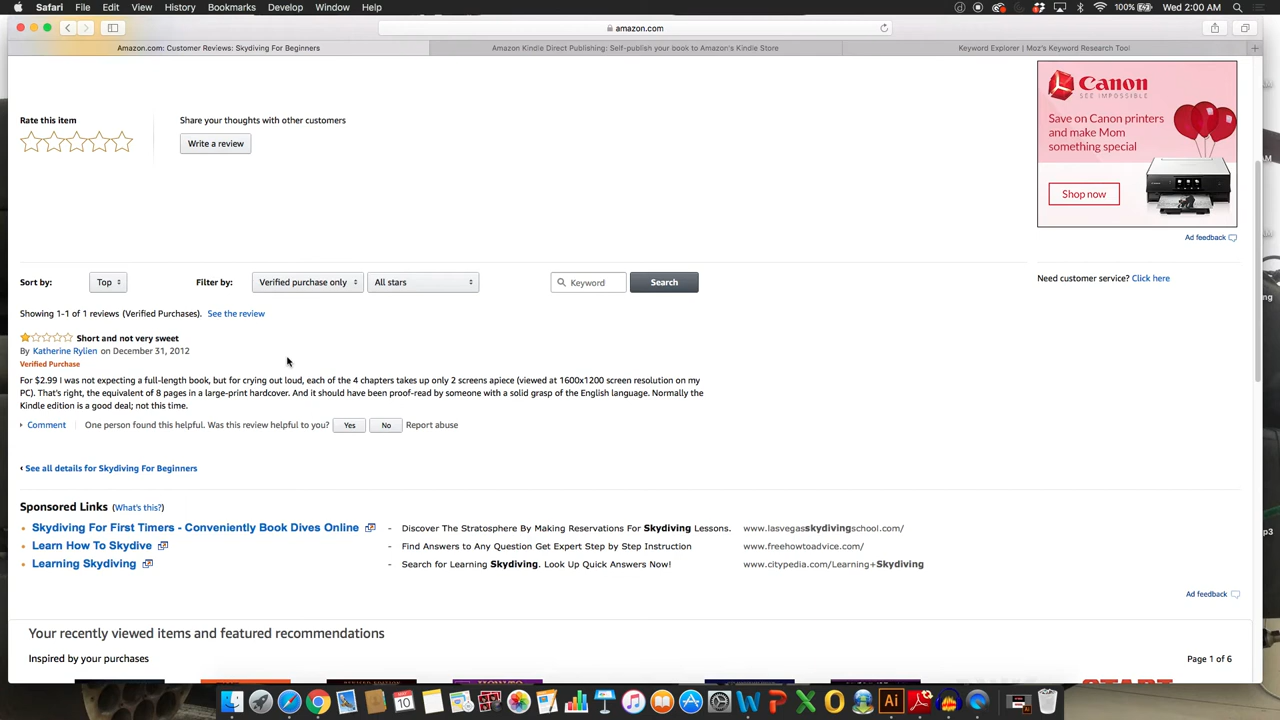 Safari File Edit View History Bookmarks Develop Window Help 100% Wed 2:00 AM
amazon.com
Amazon.com: Customer Reviews: Skydiving For Beginners Amazon Kindle Direct Publishing: Self-publish your book to Amazon's Kindle Store Keyword Explorer | Moz's Keyword Research Tool
Canon
SEE IMPOSSIBLE
Save on Canon printers
and make Mom
something special
Shop now
Ad feedback
Rate this item Share your thoughts with other customers
Write a review
Sort by: Top Filter by: Verified purchase only All stars Keyword Search
Need customer service? Click here
Showing 1-1 of 1 reviews (Verified Purchases). See the review
Short and not very sweet
By Katherine Rylien on December 31, 2012
Verified Purchase
For $2.99 I was not expecting a full-length book, but for crying out loud, each of the 4 chapters takes up only 2 screens apiece (viewed at 1600x1200 screen resolution on my
PC). That's right, the equivalent of 8 pages in a large-print hardcover. And it should have been proof-read by someone with a solid grasp of the English language. Normally the
Kindle edition is a good deal; not this time.
Comment One person found this helpful. Was this review helpful to you? Yes No Report abuse
‹ See all details for Skydiving For Beginners
Sponsored Links (What's this?)
Skydiving For First Timers - Conveniently Book Dives Online - Discover The Stratosphere By Making Reservations For Skydiving Lessons. www.lasvegasskydivingschool.com/
Learn How To Skydive - Find Answers to Any Question Get Expert Step by Step Instruction www.freehowtoadvice.com/
Learning Skydiving - Search for Learning Skydiving. Look Up Quick Answers Now! www.citypedia.com/Learning+Skydiving
Ad feedback
Your recently viewed items and featured recommendations
Inspired by your purchases Page 1 of 6